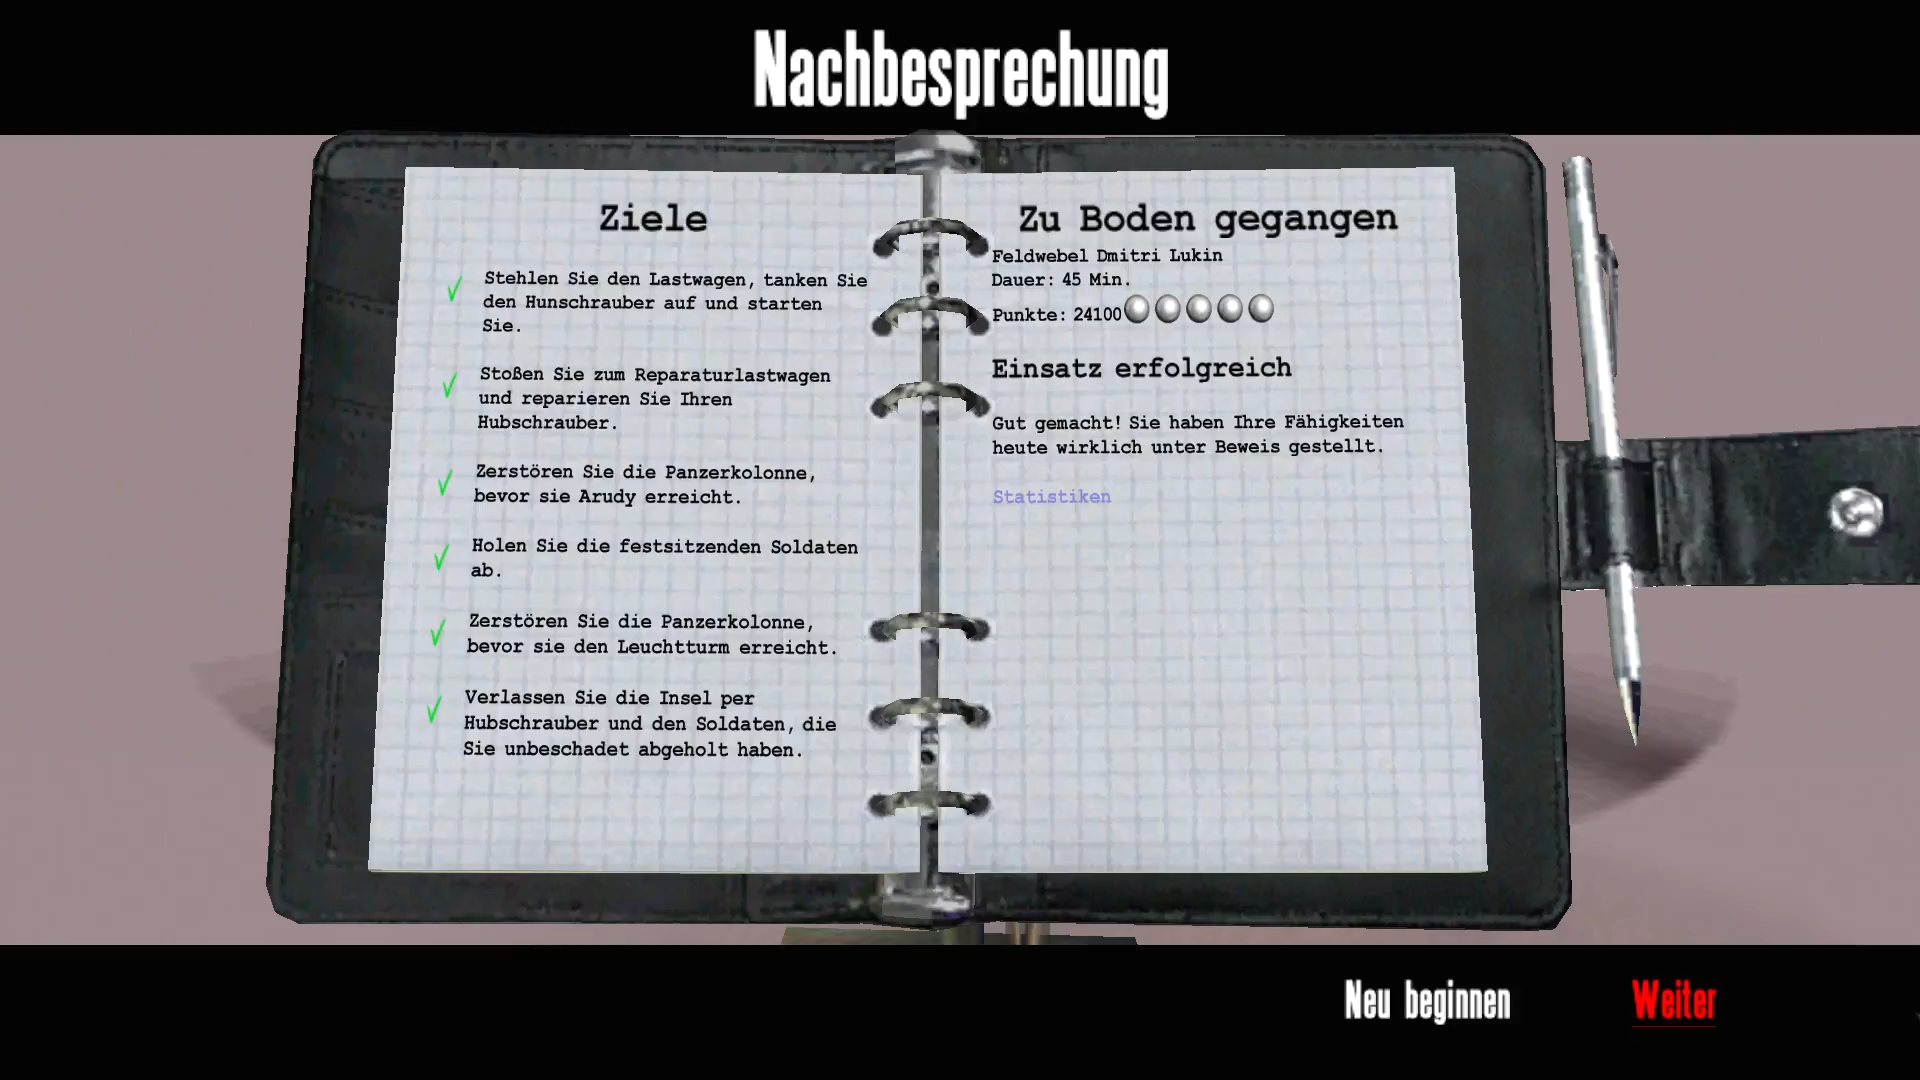 Nachbesprechung
Ziele
Stehlen Sie den Lastwagen, tanken Sie
den Hunschrauber auf und starten
Sie.
Stoßen Sie zum Reparaturlastwagen
und reparieren Sie Ihren
Hubschrauber.
Zerstören Sie die Panzerkolonne,
bevor sie Arudy erreicht.
Holen Sie die festsitzenden Soldaten
ab.
Zerstören Sie die Panzerkolonne,
bevor sie den Leuchtturm erreicht.
Verlassen Sie die Insel per
Hubschrauber und den Soldaten, die
Sie unbeschadet abgeholt haben.
Zu Boden gegangen
Feldwebel Dmitri Lukin
Dauer: 45 Min.
Punkte: 24100
Einsatz erfolgreich
Gut gemacht! Sie haben Ihre Fähigkeiten
heute wirklich unter Beweis gestellt.
Statistiken
Neu beginnen
Weiter